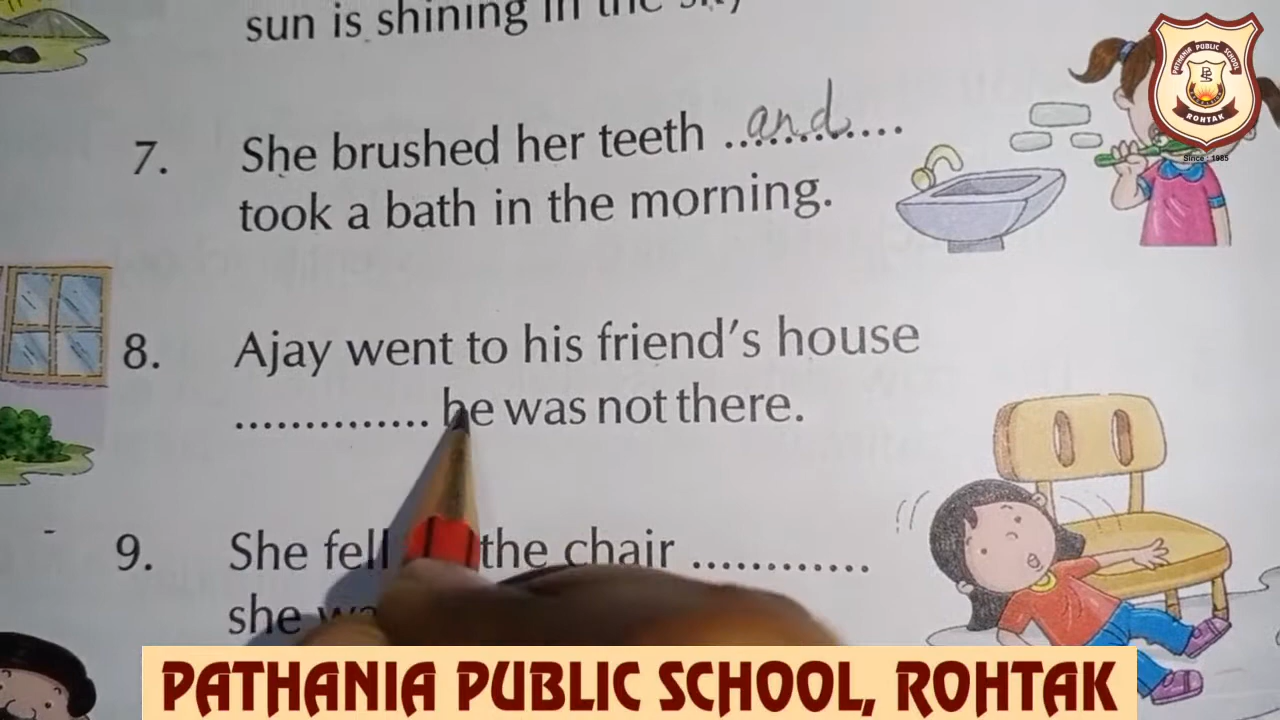 sun is shining in the sky
7. She brushed her teeth ...and....
took a bath in the morning.
8. Ajay went to his friend's house
.............. he was not there.
9. She fell the chair ............
she
PATHANIA PUBLIC SCHOOL
ROHTAK
Since : 1985
PATHANIA PUBLIC SCHOOL, ROHTAK